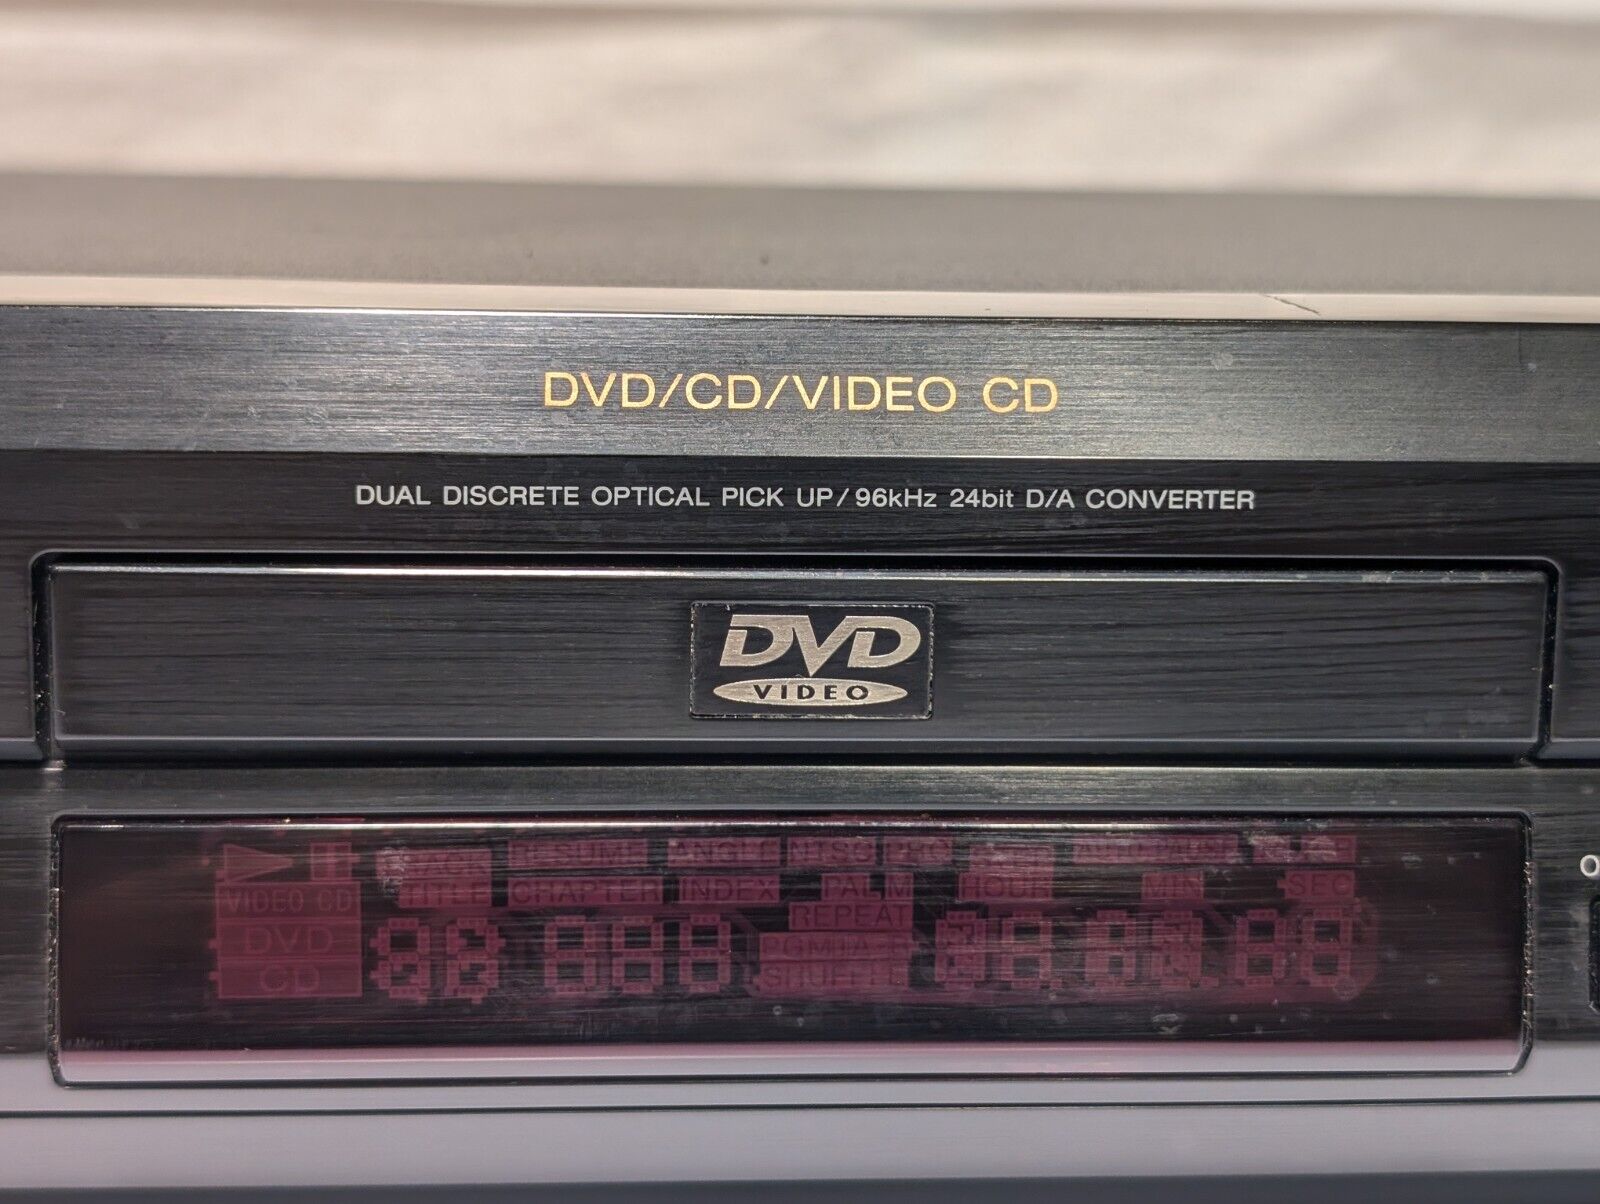 DVD/CD/VIDEO CD
DUAL DISCRETE OPTICAL PICK UP/96kHz 24bit D/A CONVERTER
DVD
VIDEO
RESUME ANGLE NTSC
TITLE CHAPTER INDEX PAL M HOUR MIN SEC
VIDEO CD
REPEAT
DVD
CD